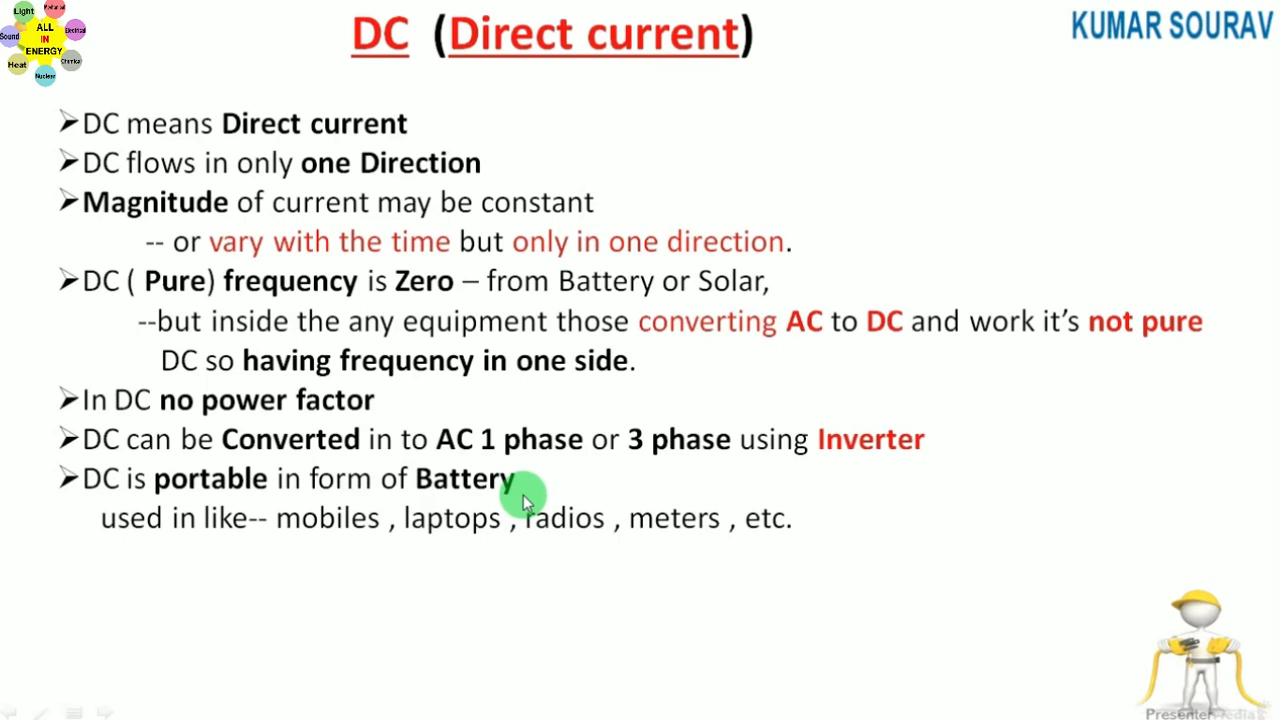 Light
Sound
ALL
IN
ENERGY
Electrical
Heat
Nuclear
DC (Direct current)
KUMAR SOURAV
➢DC means Direct current
➢DC flows in only one Direction
➢Magnitude of current may be constant
-- or vary with the time but only in one direction.
➢DC ( Pure) frequency is Zero – from Battery or Solar,
--but inside the any equipment those converting AC to DC and work it’s not pure
DC so having frequency in one side.
➢In DC no power factor
➢DC can be Converted in to AC 1 phase or 3 phase using Inverter
➢DC is portable in form of Battery
used in like-- mobiles , laptops , radios , meters , etc.